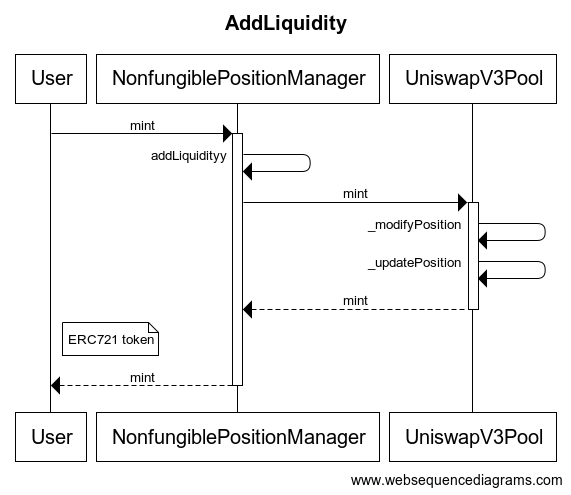 AddLiquidity
User
NonfungiblePositionManager
UniswapV3Pool
mint
addLiquidityy
mint
_modifyPosition
_updatePosition
mint
ERC721 token
mint
User
NonfungiblePositionManager
UniswapV3Pool
www.websequencediagrams.com